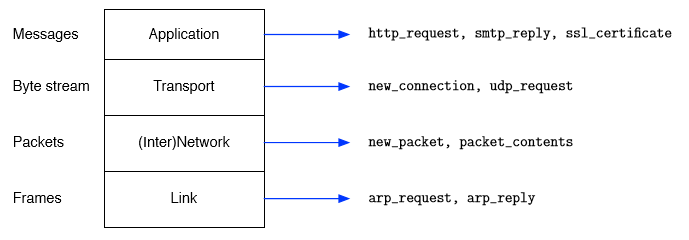 Messages Application http_request, smtp_reply, ssl_certificate
Byte stream Transport new_connection, udp_request
Packets (Inter)Network new_packet, packet_contents
Frames Link arp_request, arp_reply